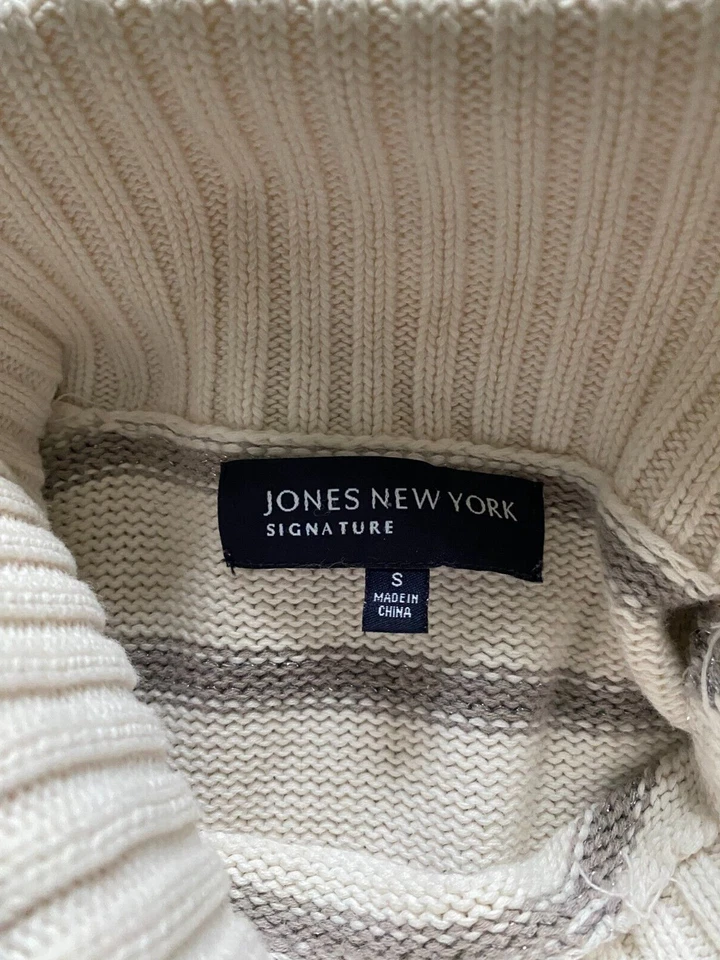 JONES NEW YORK
SIGNATURE
S
MADE IN
CHINA